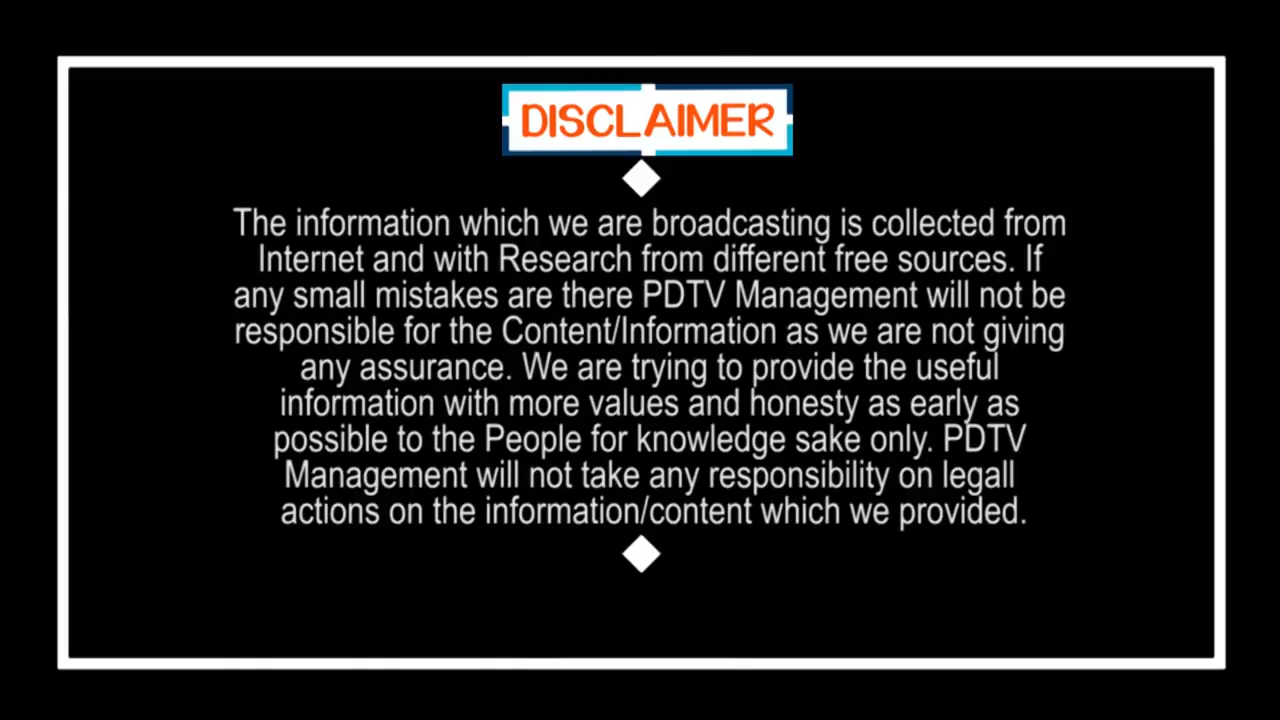 DISCLAIMER
The information which we are broadcasting is collected from
Internet and with Research from different free sources. If
any small mistakes are there PDTV Management will not be
responsible for the Content/Information as we are not giving
any assurance. We are trying to provide the useful
information with more values and honesty as early as
possible to the People for knowledge sake only. PDTV
Management will not take any responsibility on legall
actions on the information/content which we provided.